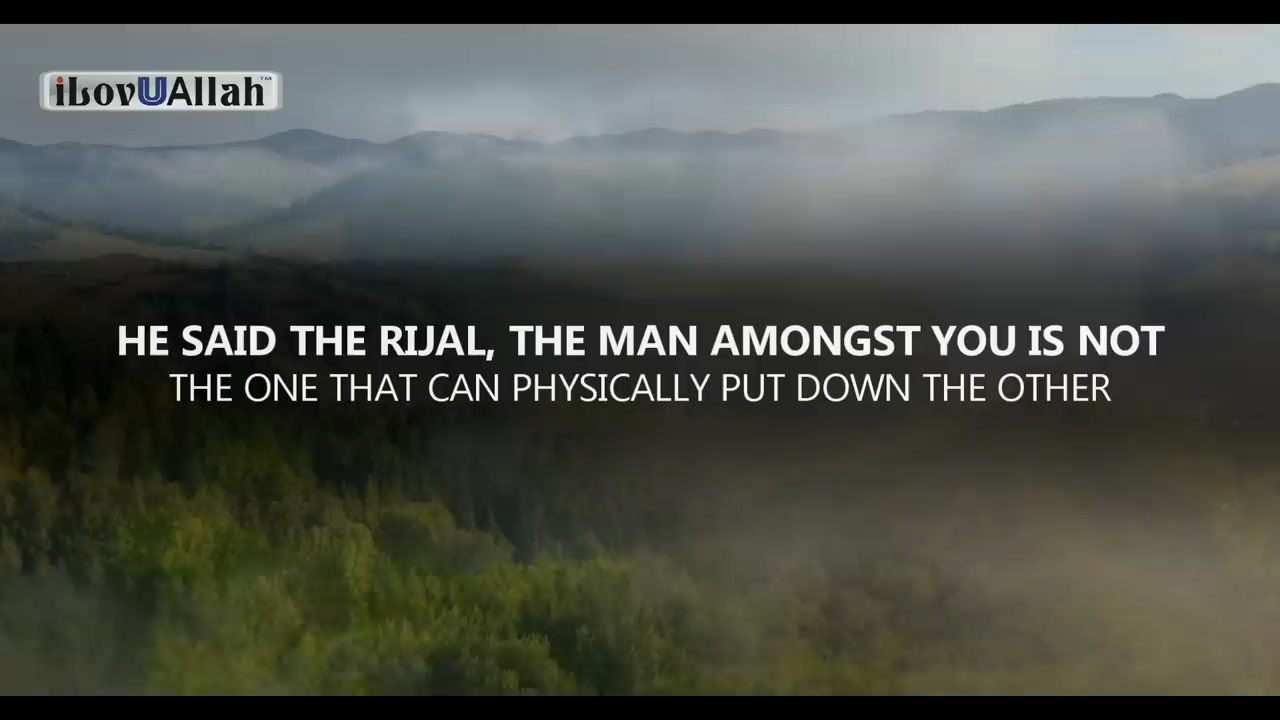 iLovUAllah™
HE SAID THE RIJAL, THE MAN AMONGST YOU IS NOT
THE ONE THAT CAN PHYSICALLY PUT DOWN THE OTHER